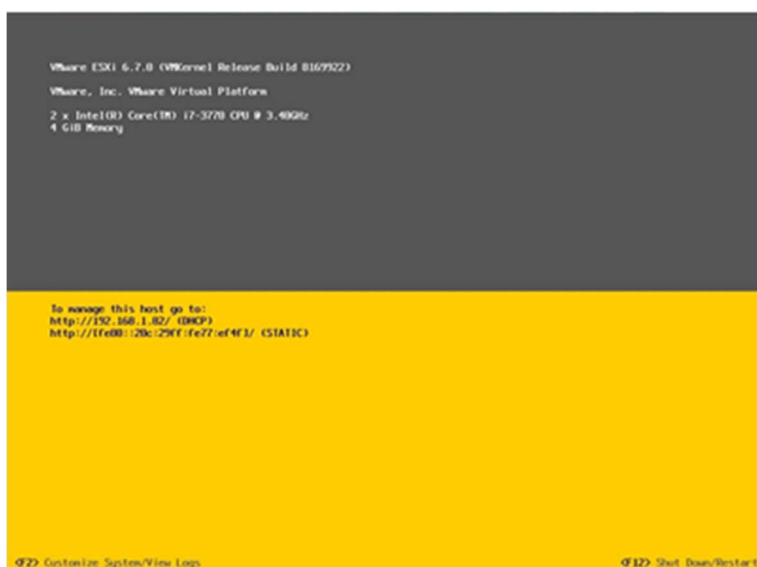 VMware ESXi 6.7.0 (VMKernel Release Build 8169922)
VMware, Inc. VMware Virtual Platform
2 x Intel(R) Core(TM) i7-3770 CPU @ 3.40GHz
4 GiB Memory
To manage this host go to:
http://192.168.1.82/ (DHCP)
http://[fe80::20c:29ff:fe77:ef4f]/ (STATIC)
<F2> Customize System/View Logs
<F12> Shut Down/Restart